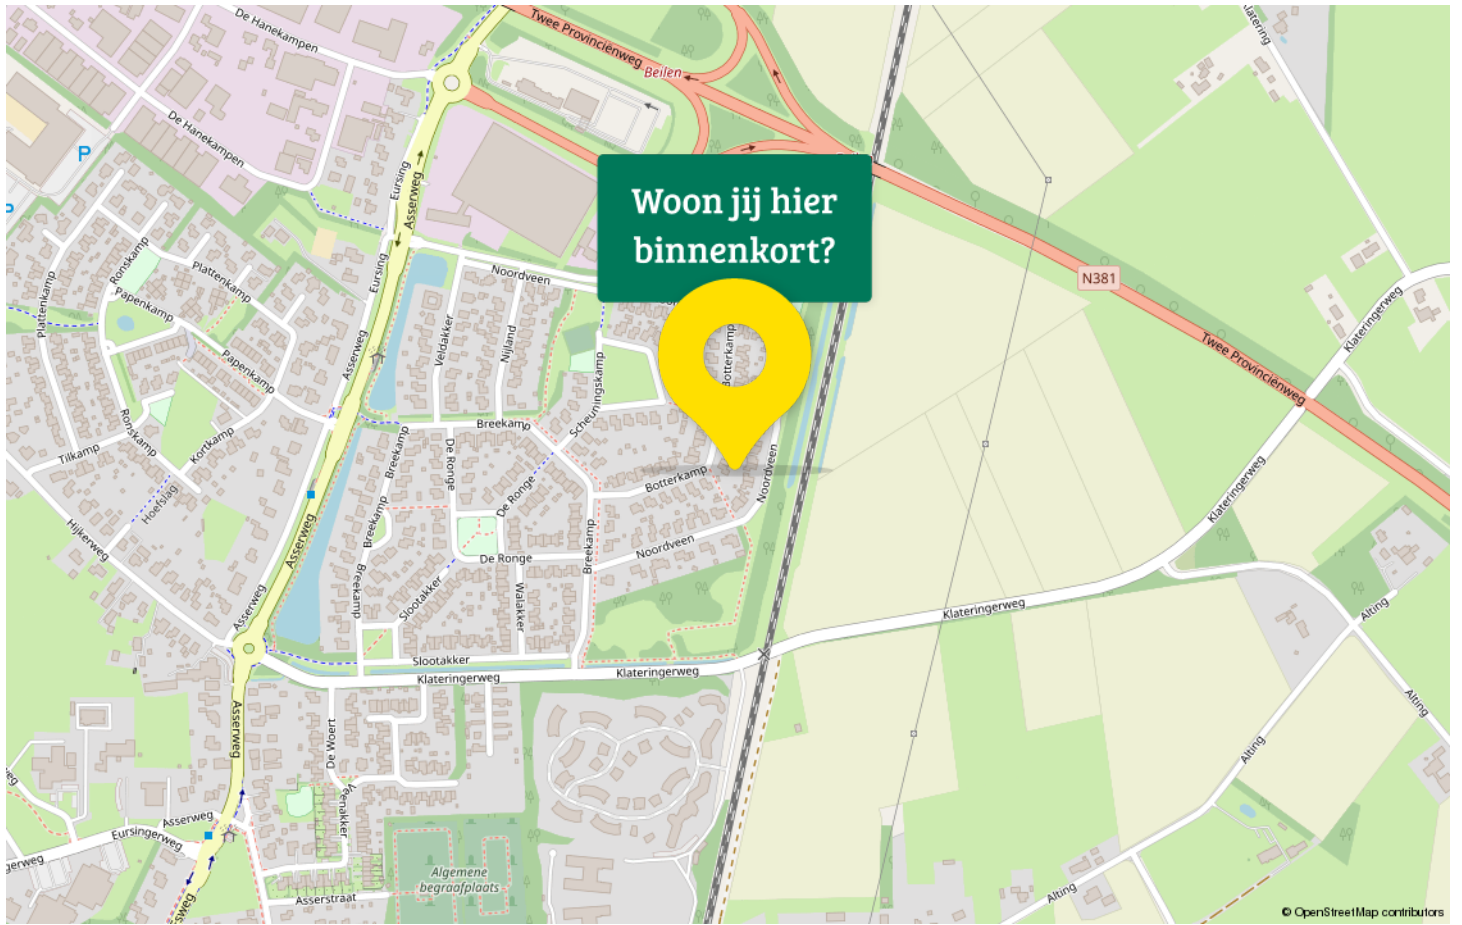 De Hanekampen
Twee Provinciënweg
Klatering
Beilen
De Hanekampen
P
Eursing
Asserweg
Woon jij hier
binnenkort?
Ronskamp
Plattenkamp
Plattenkamp
Papenkamp
Eursing
Noordveen
N381
Klateringerweg
Veldakker
Nijland
Asserweg
Papenkamp
Scheuningskamp
Botterkamp
Twee Provinciënweg
Ronskamp
Kortkamp
Tilkamp
Breekamp
Breekamp
De Ronge
Botterkamp
Noordveen
Hoefslag
De Ronge
Klateringerweg
Hijkerweg
Asserweg
Breekamp
Noordveen
Breekamp
De Ronge
Breekamp
Slootakker
Walakker
Asserweg
Klateringerweg
Alting
Slootakker
Klateringerweg
Klateringerweg
Asserweg
De Woert
Alting
Alting
Veenakker
Asserweg
Eursingerweg
Algemene
begraafplaats
Asserstraat
Alting
© OpenStreetMap contributors